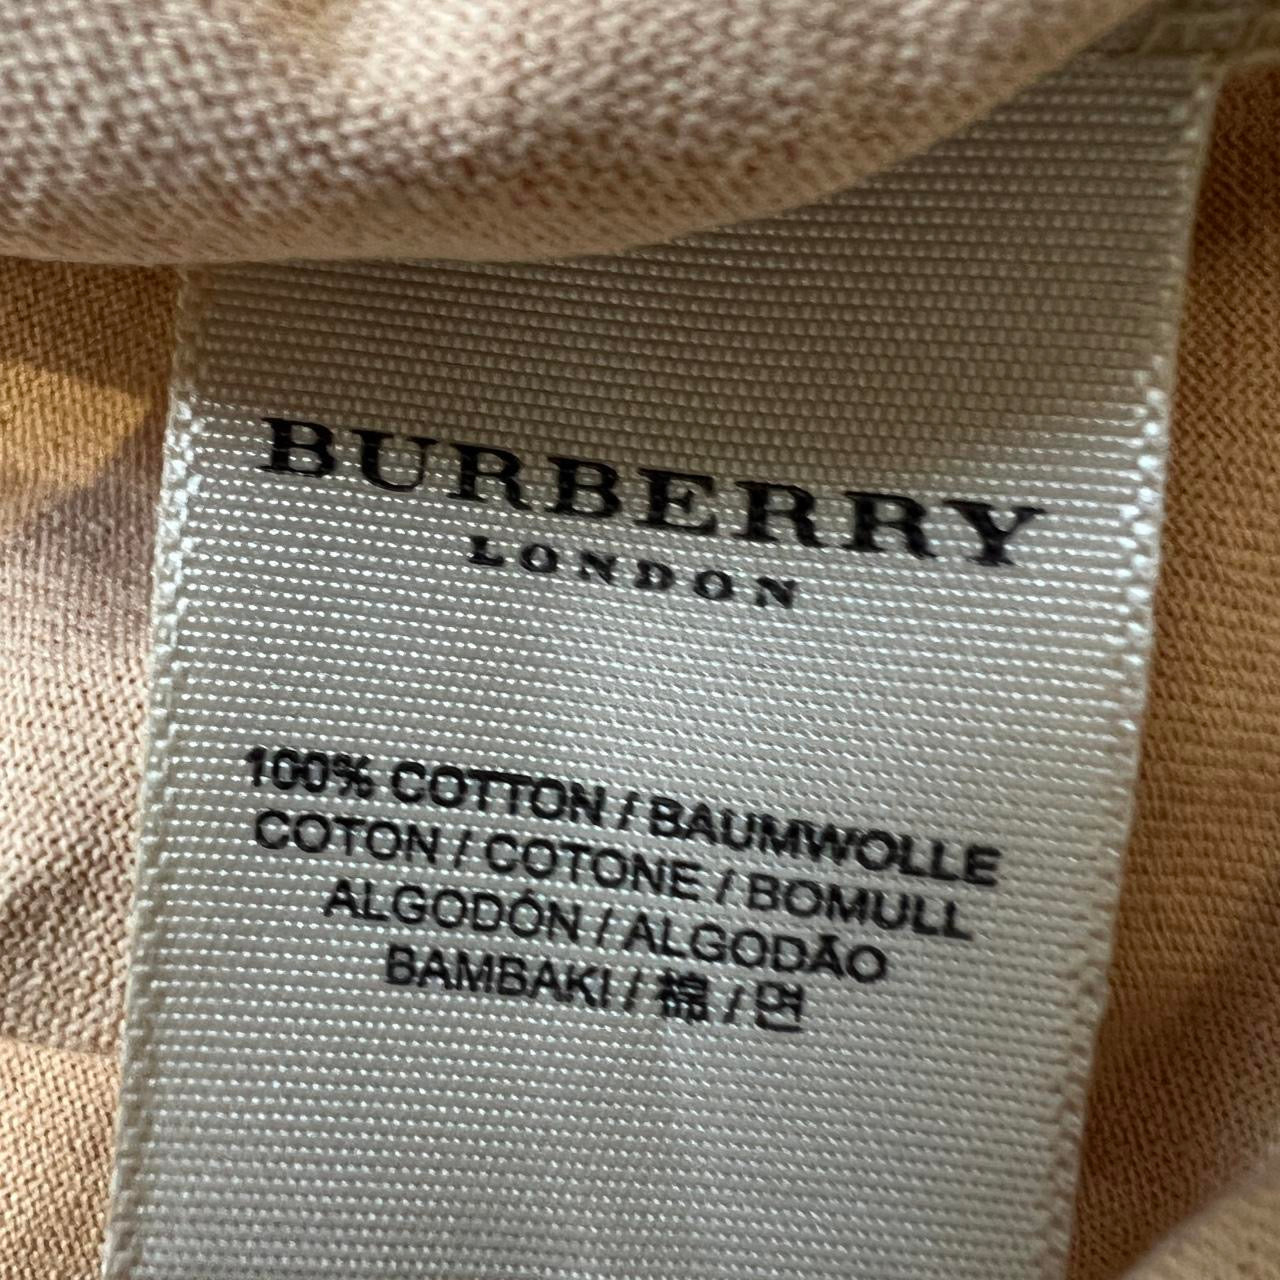 BURBERRY
LONDON
100% COTTON / BAUMWOLLE
COTON / COTONE / BOMULL
ALGODÓN / ALGODÃO
BAMBAKI / 棉 / 면